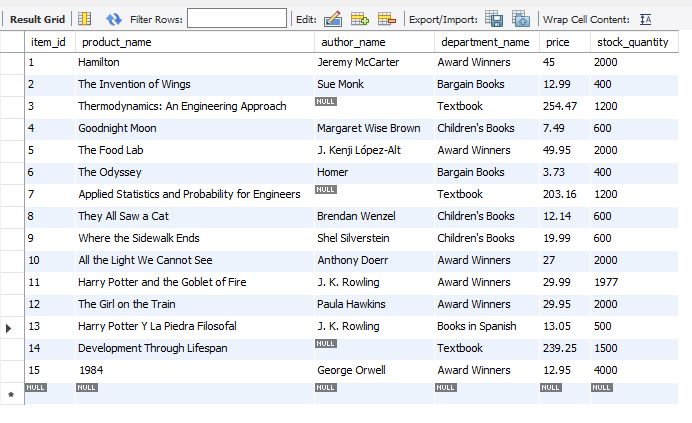 Result Grid Filter Rows: Edit: Export/Import: Wrap Cell Content: IA
item_id product_name author_name department_name price stock_quantity
1 Hamilton Jeremy McCarter Award Winners 45 2000
2 The Invention of Wings Sue Monk Bargain Books 12.99 400
3 Thermodynamics: An Engineering Approach NULL Textbook 254.47 1200
4 Goodnight Moon Margaret Wise Brown Children's Books 7.49 600
5 The Food Lab J. Kenji López-Alt Award Winners 49.95 2000
6 The Odyssey Homer Bargain Books 3.73 400
7 Applied Statistics and Probability for Engineers NULL Textbook 203.16 1200
8 They All Saw a Cat Brendan Wenzel Children's Books 12.14 600
9 Where the Sidewalk Ends Shel Silverstein Children's Books 19.99 600
10 All the Light We Cannot See Anthony Doerr Award Winners 27 2000
11 Harry Potter and the Goblet of Fire J. K. Rowling Award Winners 29.99 1977
12 The Girl on the Train Paula Hawkins Award Winners 29.95 2000
13 Harry Potter Y La Piedra Filosofal J. K. Rowling Books in Spanish 13.05 500
14 Development Through Lifespan NULL Textbook 239.25 1500
15 1984 George Orwell Award Winners 12.95 4000
NULL NULL NULL NULL NULL NULL